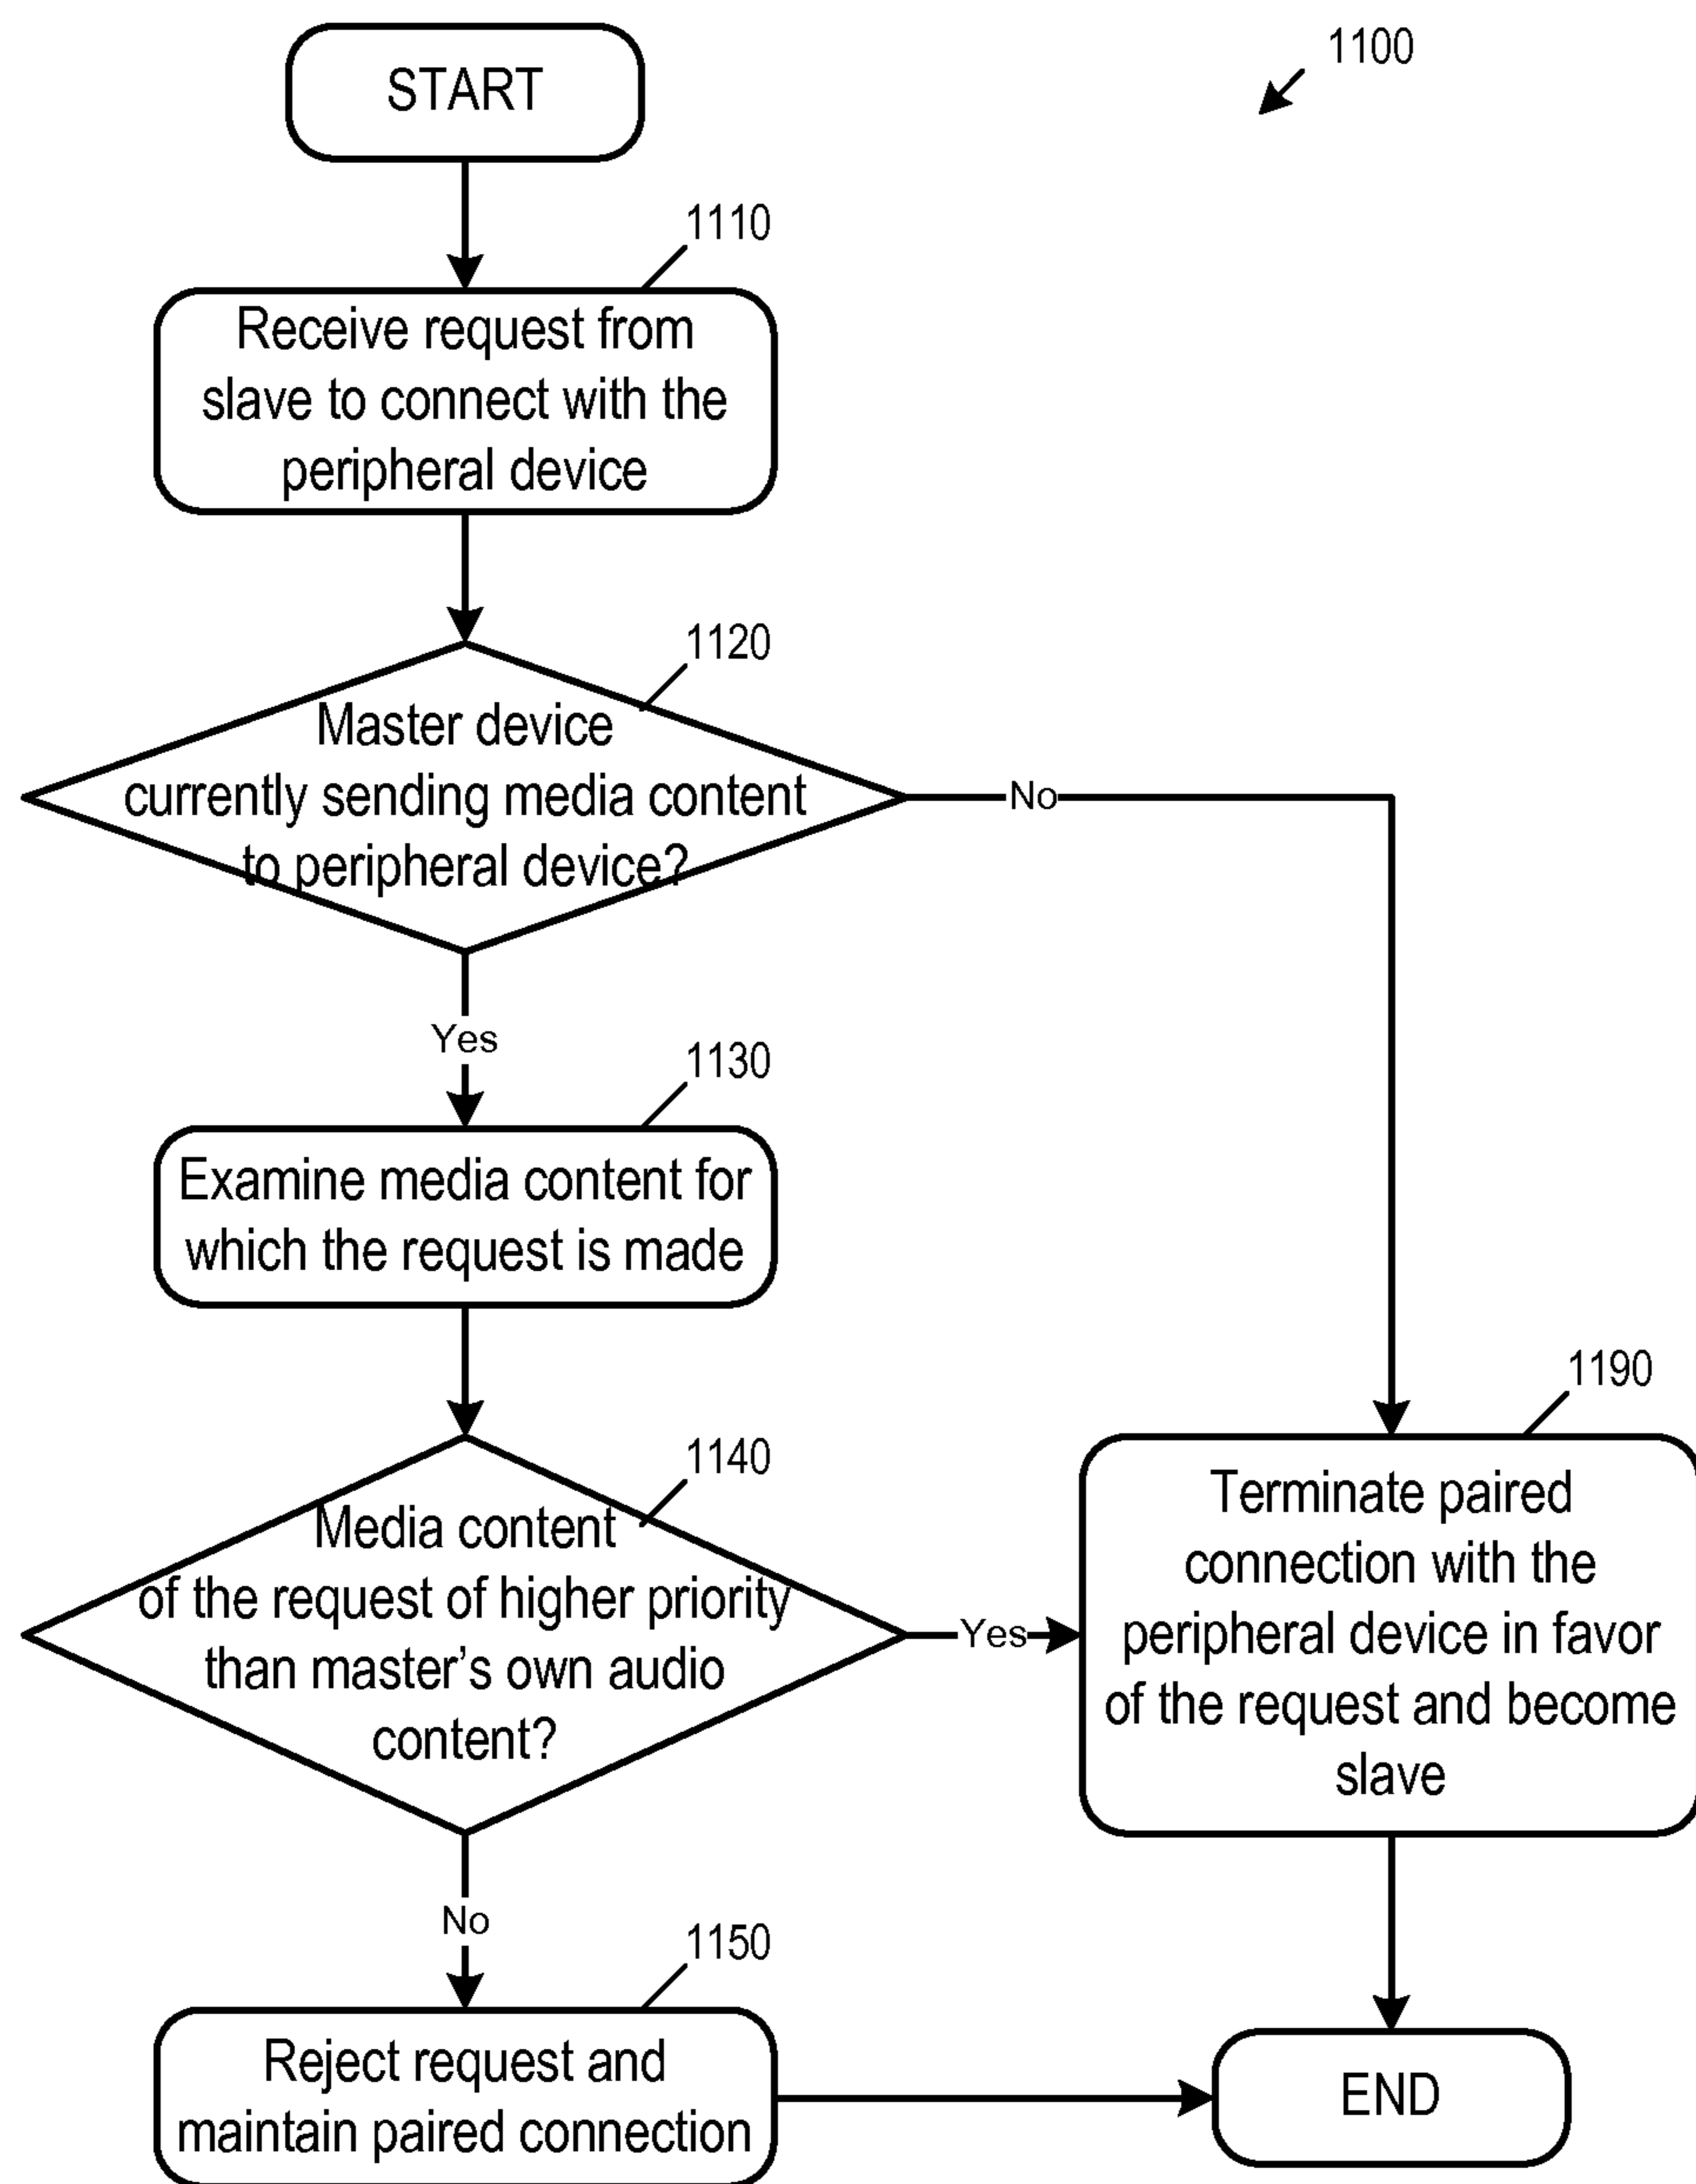 START
1100
1110
Receive request from
slave to connect with the
peripheral device
1120
Master device
currently sending media content
to peripheral device?
No
Yes
1130
Examine media content for
which the request is made
1140
Media content
of the request of higher priority
than master's own audio
content?
Yes
1190
Terminate paired
connection with the
peripheral device in favor
of the request and become
slave
No
1150
Reject request and
maintain paired connection
END